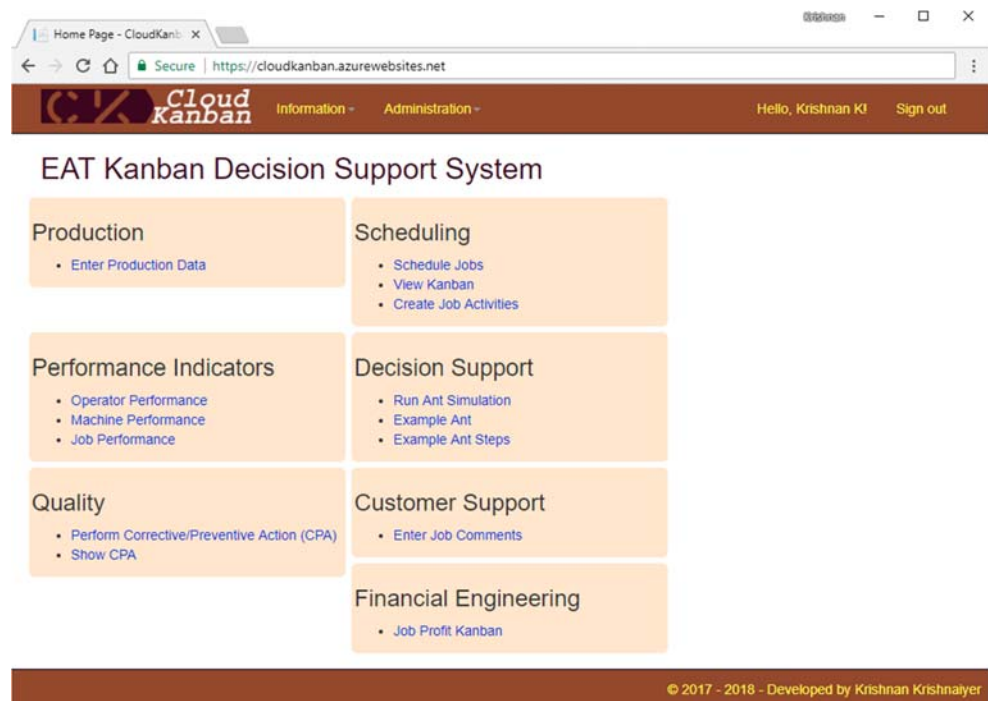 Krishnan
Home Page - CloudKanb
Secure | https://cloudkanban.azurewebsites.net
CK Cloud Kanban
Information
Administration
Hello, Krishnan K!
Sign out
EAT Kanban Decision Support System
Production
• Enter Production Data
Scheduling
• Schedule Jobs
• View Kanban
• Create Job Activities
Performance Indicators
• Operator Performance
• Machine Performance
• Job Performance
Decision Support
• Run Ant Simulation
• Example Ant
• Example Ant Steps
Quality
• Perform Corrective/Preventive Action (CPA)
• Show CPA
Customer Support
• Enter Job Comments
Financial Engineering
• Job Profit Kanban
© 2017 - 2018 - Developed by Krishnan Krishnaiyer